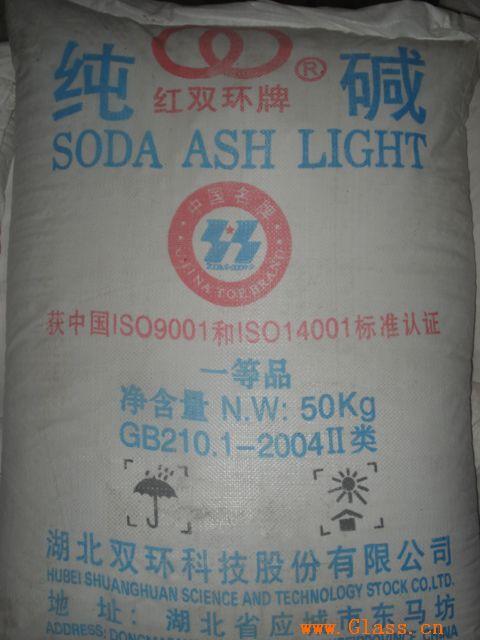 纯 碱
红双环牌 ®
SODA ASH LIGHT
中国名牌
CHINA TOP BRAND
获中国ISO9001和ISO14001标准认证
一等品
净含量 N.W: 50Kg
GB210.1-2004Ⅱ类
湖北双环科技股份有限公司
HUBEI SHUANGHUAN SCIENCE AND TECHNOLOGY STOCK CO.LTD.
地 址: 湖北省应城市东马坊
ADDRESS:
www.Glass.cn